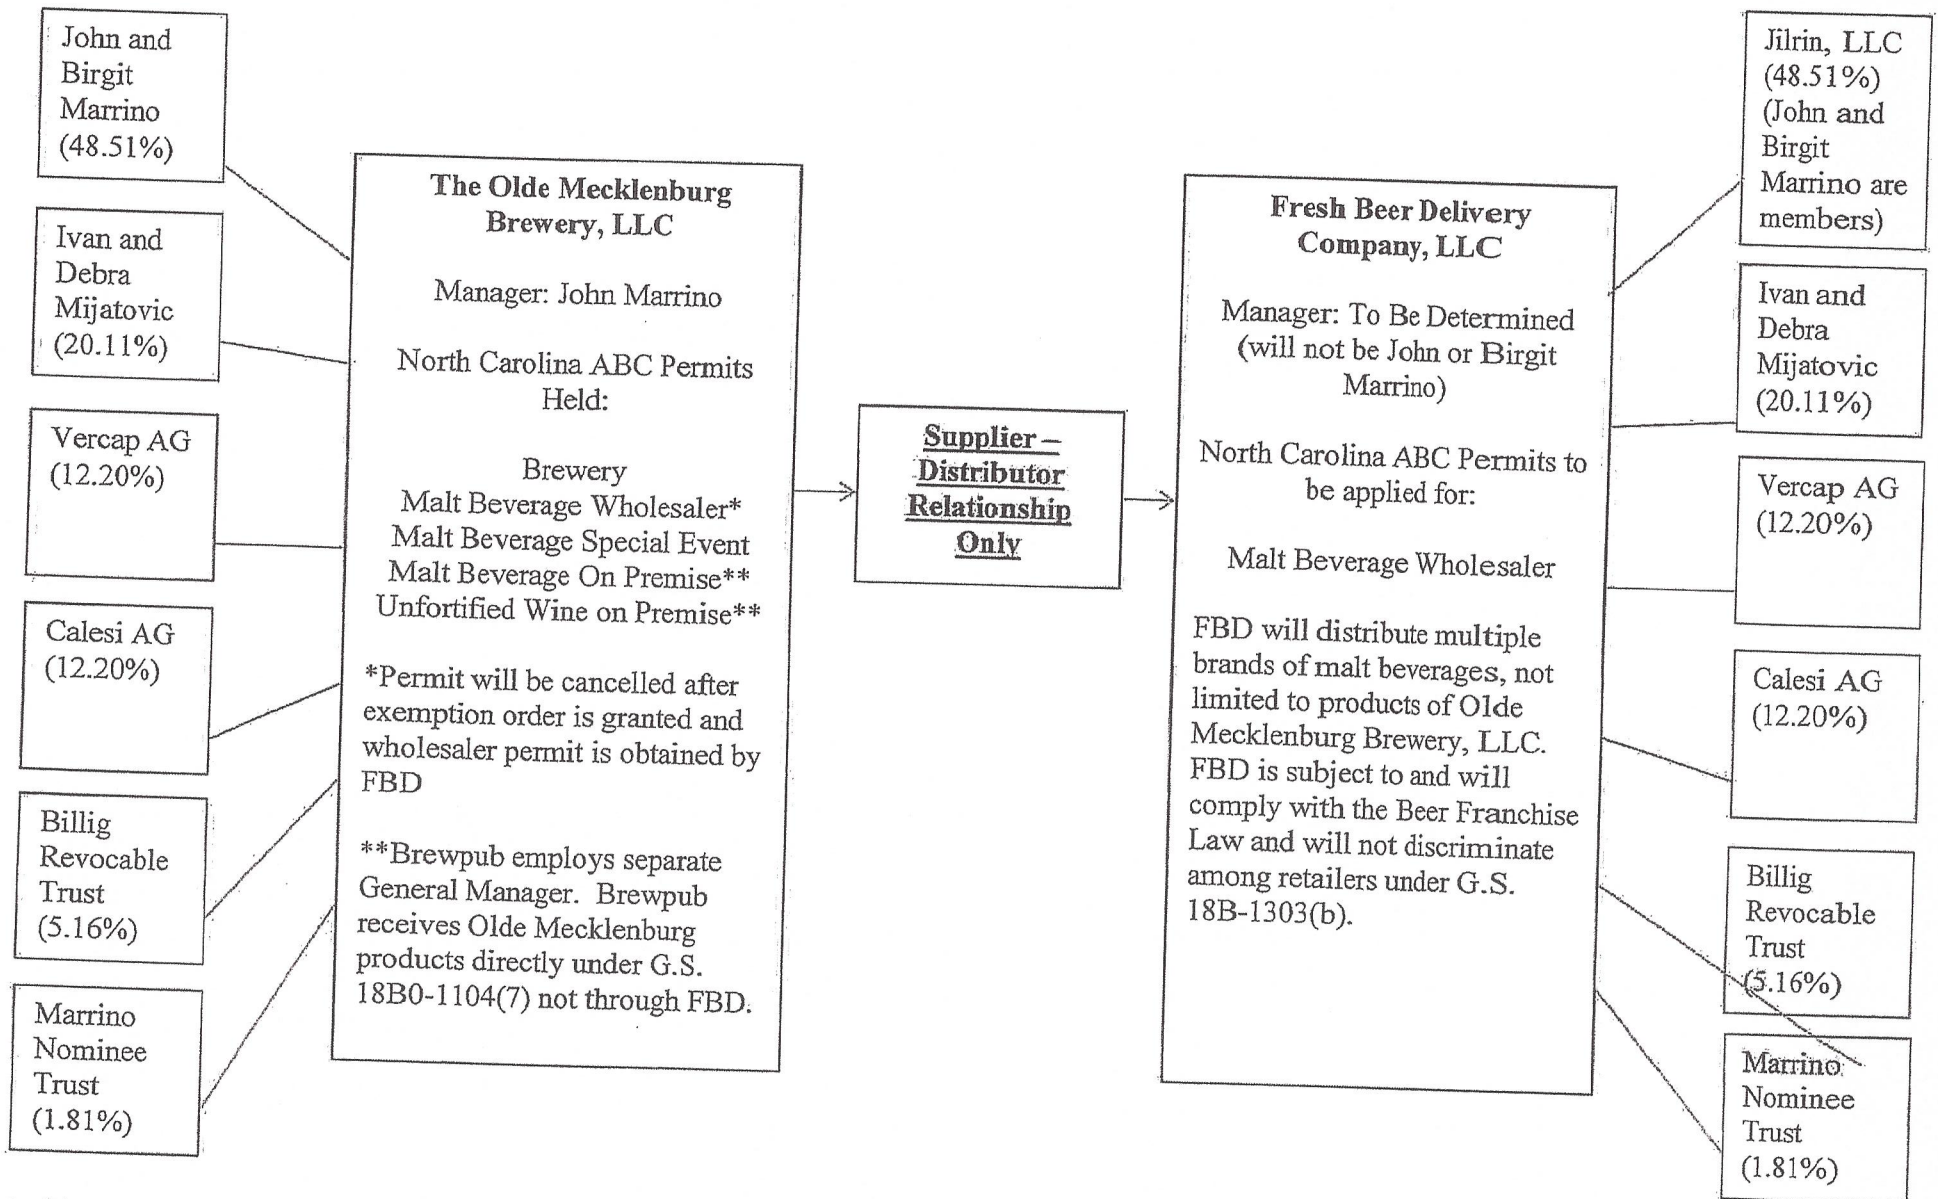 John and
Birgit
Marrino
(48.51%)
Ivan and
Debra
Mijatovic
(20.11%)
Vercap AG
(12.20%)
Calesi AG
(12.20%)
Billig
Revocable
Trust
(5.16%)
Marrino
Nominee
Trust
(1.81%)
The Olde Mecklenburg
Brewery, LLC
Manager: John Marrino
North Carolina ABC Permits
Held:
Brewery
Malt Beverage Wholesaler*
Malt Beverage Special Event
Malt Beverage On Premise**
Unfortified Wine on Premise**
*Permit will be cancelled after
exemption order is granted and
wholesaler permit is obtained by
FBD
**Brewpub employs separate
General Manager. Brewpub
receives Olde Mecklenburg
products directly under G.S.
18B0-1104(7) not through FBD.
Supplier –
Distributor
Relationship
Only
Fresh Beer Delivery
Company, LLC
Manager: To Be Determined
(will not be John or Birgit
Marrino)
North Carolina ABC Permits to
be applied for:
Malt Beverage Wholesaler
FBD will distribute multiple
brands of malt beverages, not
limited to products of Olde
Mecklenburg Brewery, LLC.
FBD is subject to and will
comply with the Beer Franchise
Law and will not discriminate
among retailers under G.S.
18B-1303(b).
Jilrin, LLC
(48.51%)
(John and
Birgit
Marrino are
members)
Ivan and
Debra
Mijatovic
(20.11%)
Vercap AG
(12.20%)
Calesi AG
(12.20%)
Billig
Revocable
Trust
(5.16%)
Marrino
Nominee
Trust
(1.81%)